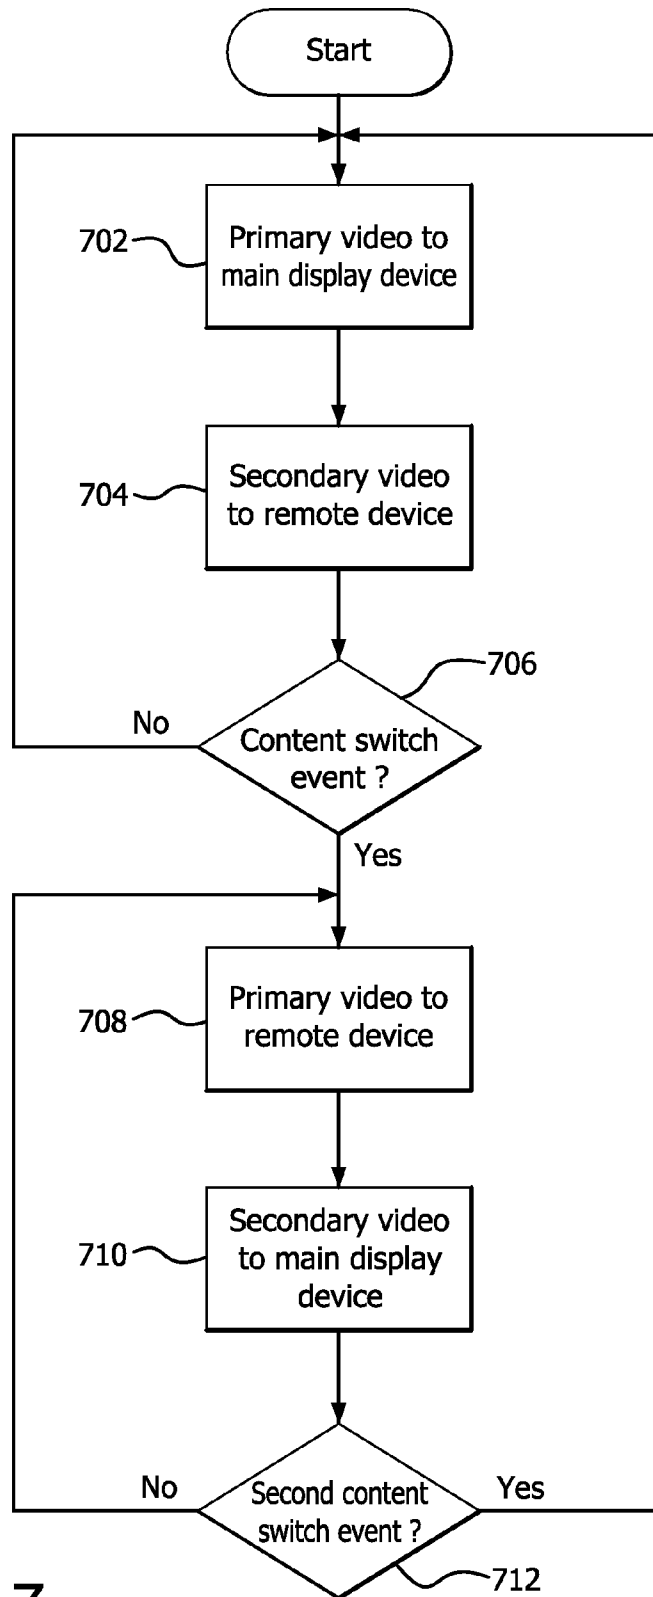 Start
702
Primary video to
main display device
704
Secondary video
to remote device
706
No
Content switch
event ?
Yes
708
Primary video to
remote device
710
Secondary video
to main display
device
No
Second content
switch event ?
Yes
712
7